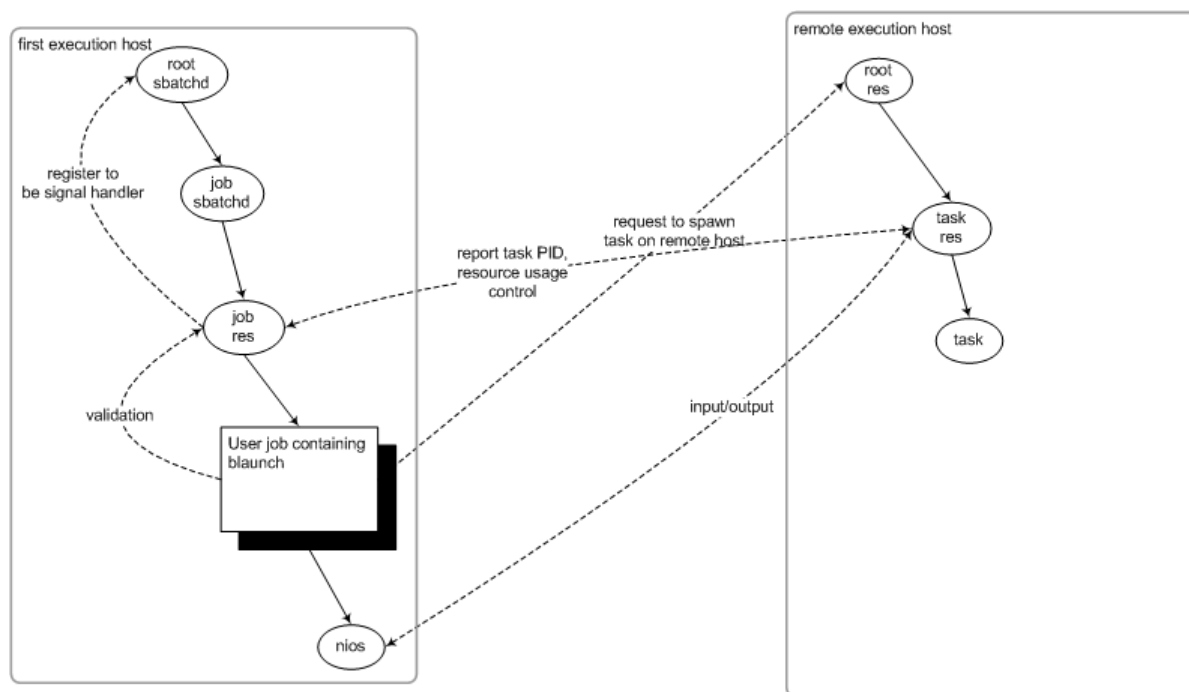 first execution host
root
sbatchd
register to
be signal handler
job
sbatchd
job
res
validation
User job containing
blaunch
nios
report task PID,
resource usage
control
request to spawn
task on remote host
input/output
remote execution host
root
res
task
res
task